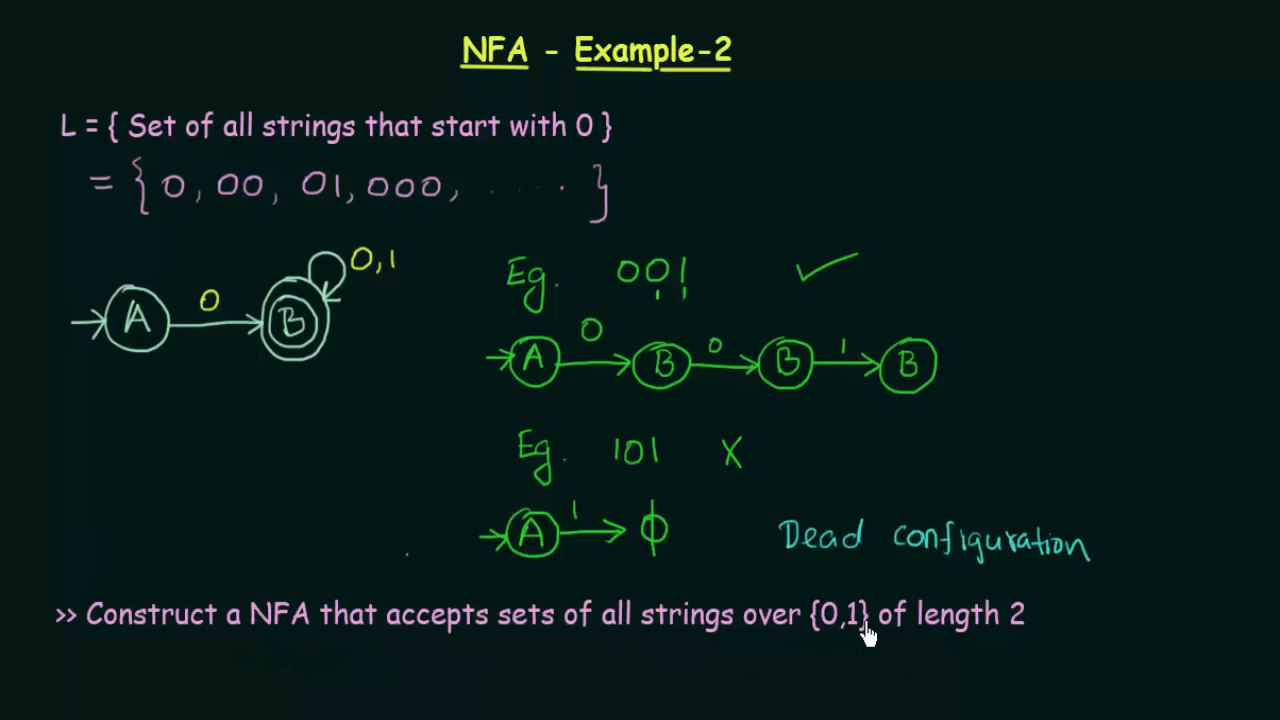 NFA - Example-2
L = { Set of all strings that start with 0 }
= { 0, 00, 01, 000, ..... }
0,1
0
A B
Eg. 001 ✓
0 0 1
A B B B
Eg. 101 X
1
A ϕ
Dead configuration
>> Construct a NFA that accepts sets of all strings over {0,1} of length 2